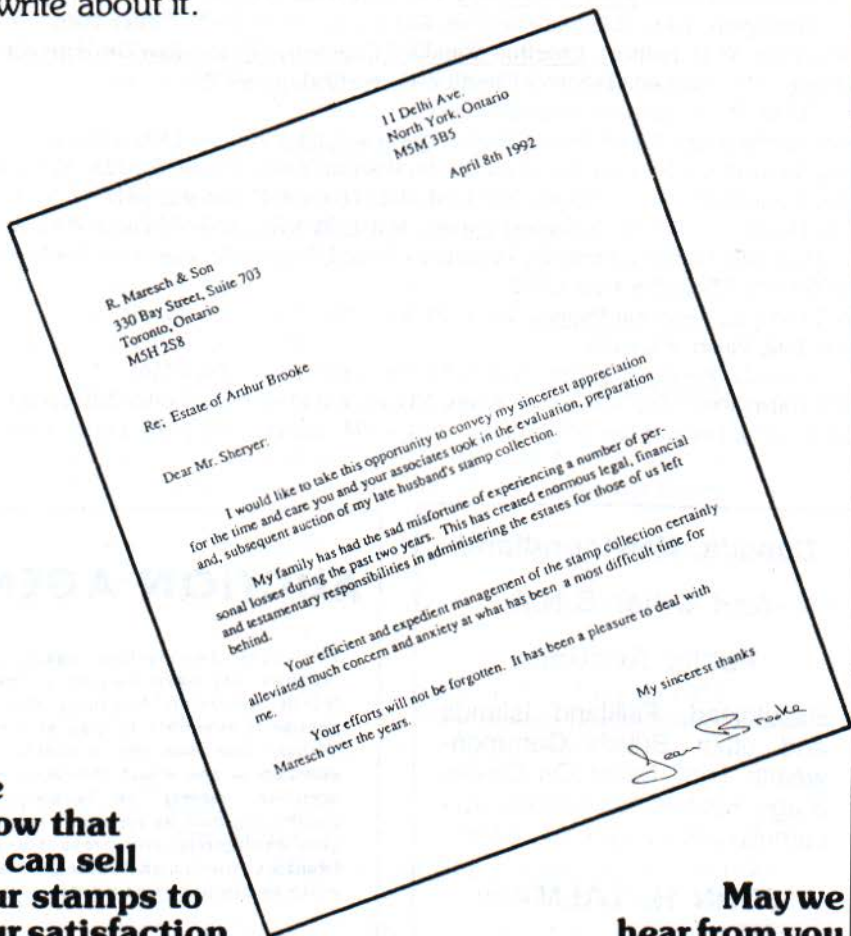 write about it.
11 Delhi Ave.
North York, Ontario
M5M 3B5
April 8th 1992
R. Maresch & Son
330 Bay Street, Suite 703
Toronto, Ontario
M5H 2S8
Re; Estate of Arthur Brooke
Dear Mr. Sheryer:
I would like to take this opportunity to convey my sincerest appreciation
for the time and care you and your associates took in the evaluation, preparation
and, subsequent auction of my late husband's stamp collection.
My family has had the sad misfortune of experiencing a number of per-
sonal losses during the past two years. This has created enormous legal, financial
and testamentary responsibilities in administering the estates for those of us left
behind.
Your efficient and expedient management of the stamp collection certainly
alleviated much concern and anxiety at what has been a most difficult time for
me.
Your efforts will not be forgotten. It has been a pleasure to deal with
Maresch over the years.
My sincerest thanks
Brooke
ow that
can sell
ur stamps to
ur satisfaction
May we
hear from you